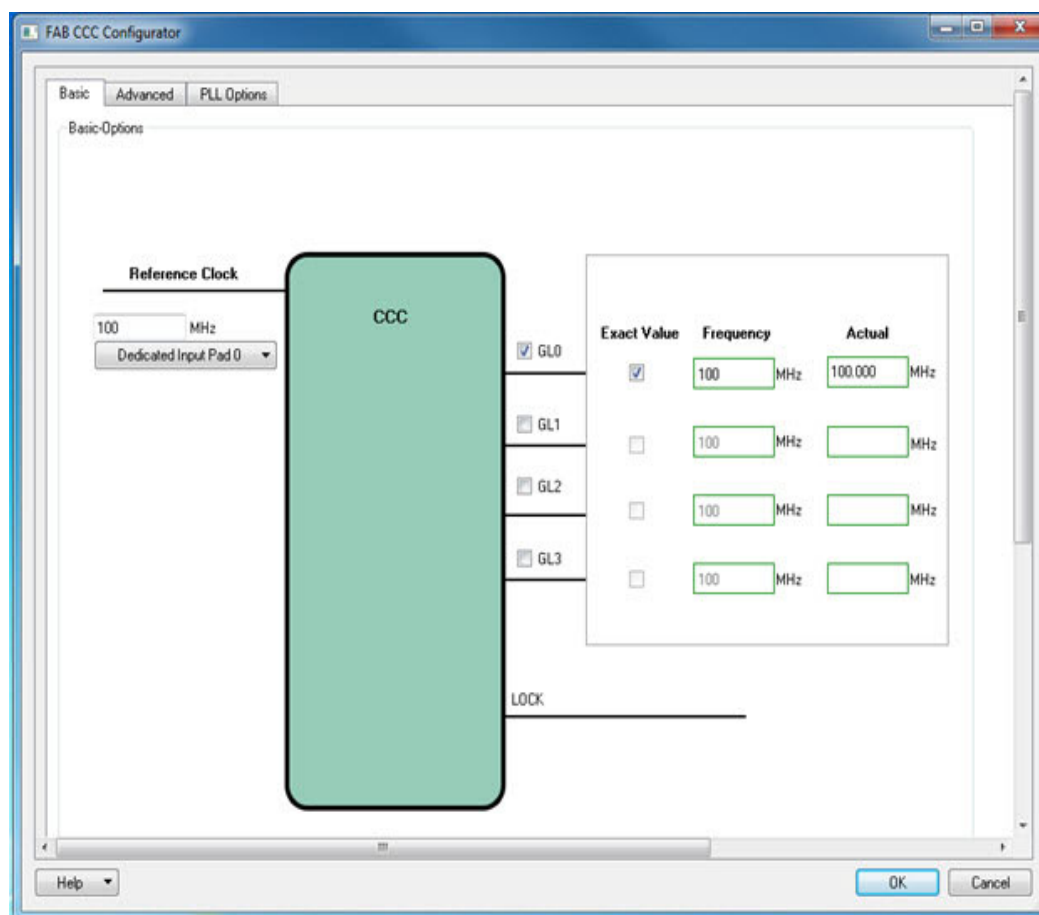 FAB CCC Configurator
Basic Advanced PLL Options
Basic-Options
Reference Clock
100 MHz
Dedicated Input Pad 0
CCC
Exact Value Frequency Actual
GL0
100 MHz 100.000 MHz
GL1
100 MHz MHz
GL2
100 MHz MHz
GL3
100 MHz MHz
LOCK
Help OK Cancel